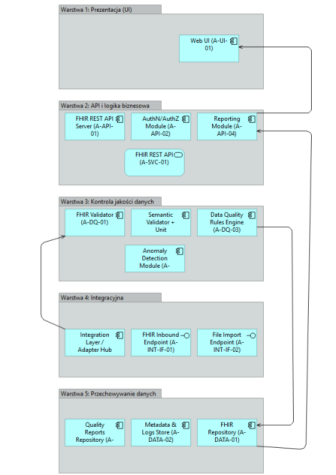 Warstwa 1: Prezentacja (UI)
Web UI (A-UI-
01)
Warstwa 2: API i logika biznesowa
FHIR REST API
Server (A-API-
01)
AuthN/AuthZ
Module (A-
API-02)
Reporting
Module (A-
API-04)
FHIR REST API
(A-SVC-01)
Warstwa 3: Kontrola jakości danych
FHIR Validator
(A-DQ-01)
Semantic
Validator +
Unit
Data Quality
Rules Engine
(A-DQ-03)
Anomaly
Detection
Module (A-
Warstwa 4: Integracyjna
Integration
Layer /
Adapter Hub
FHIR Inbound
Endpoint (A-
INT-IF-01)
File Import
Endpoint (A-
INT-IF-02)
Warstwa 5: Przechowywanie danych
Quality
Reports
Repository (A-
Metadata &
Logs Store (A-
DATA-02)
FHIR
Repository (A-
DATA-01)